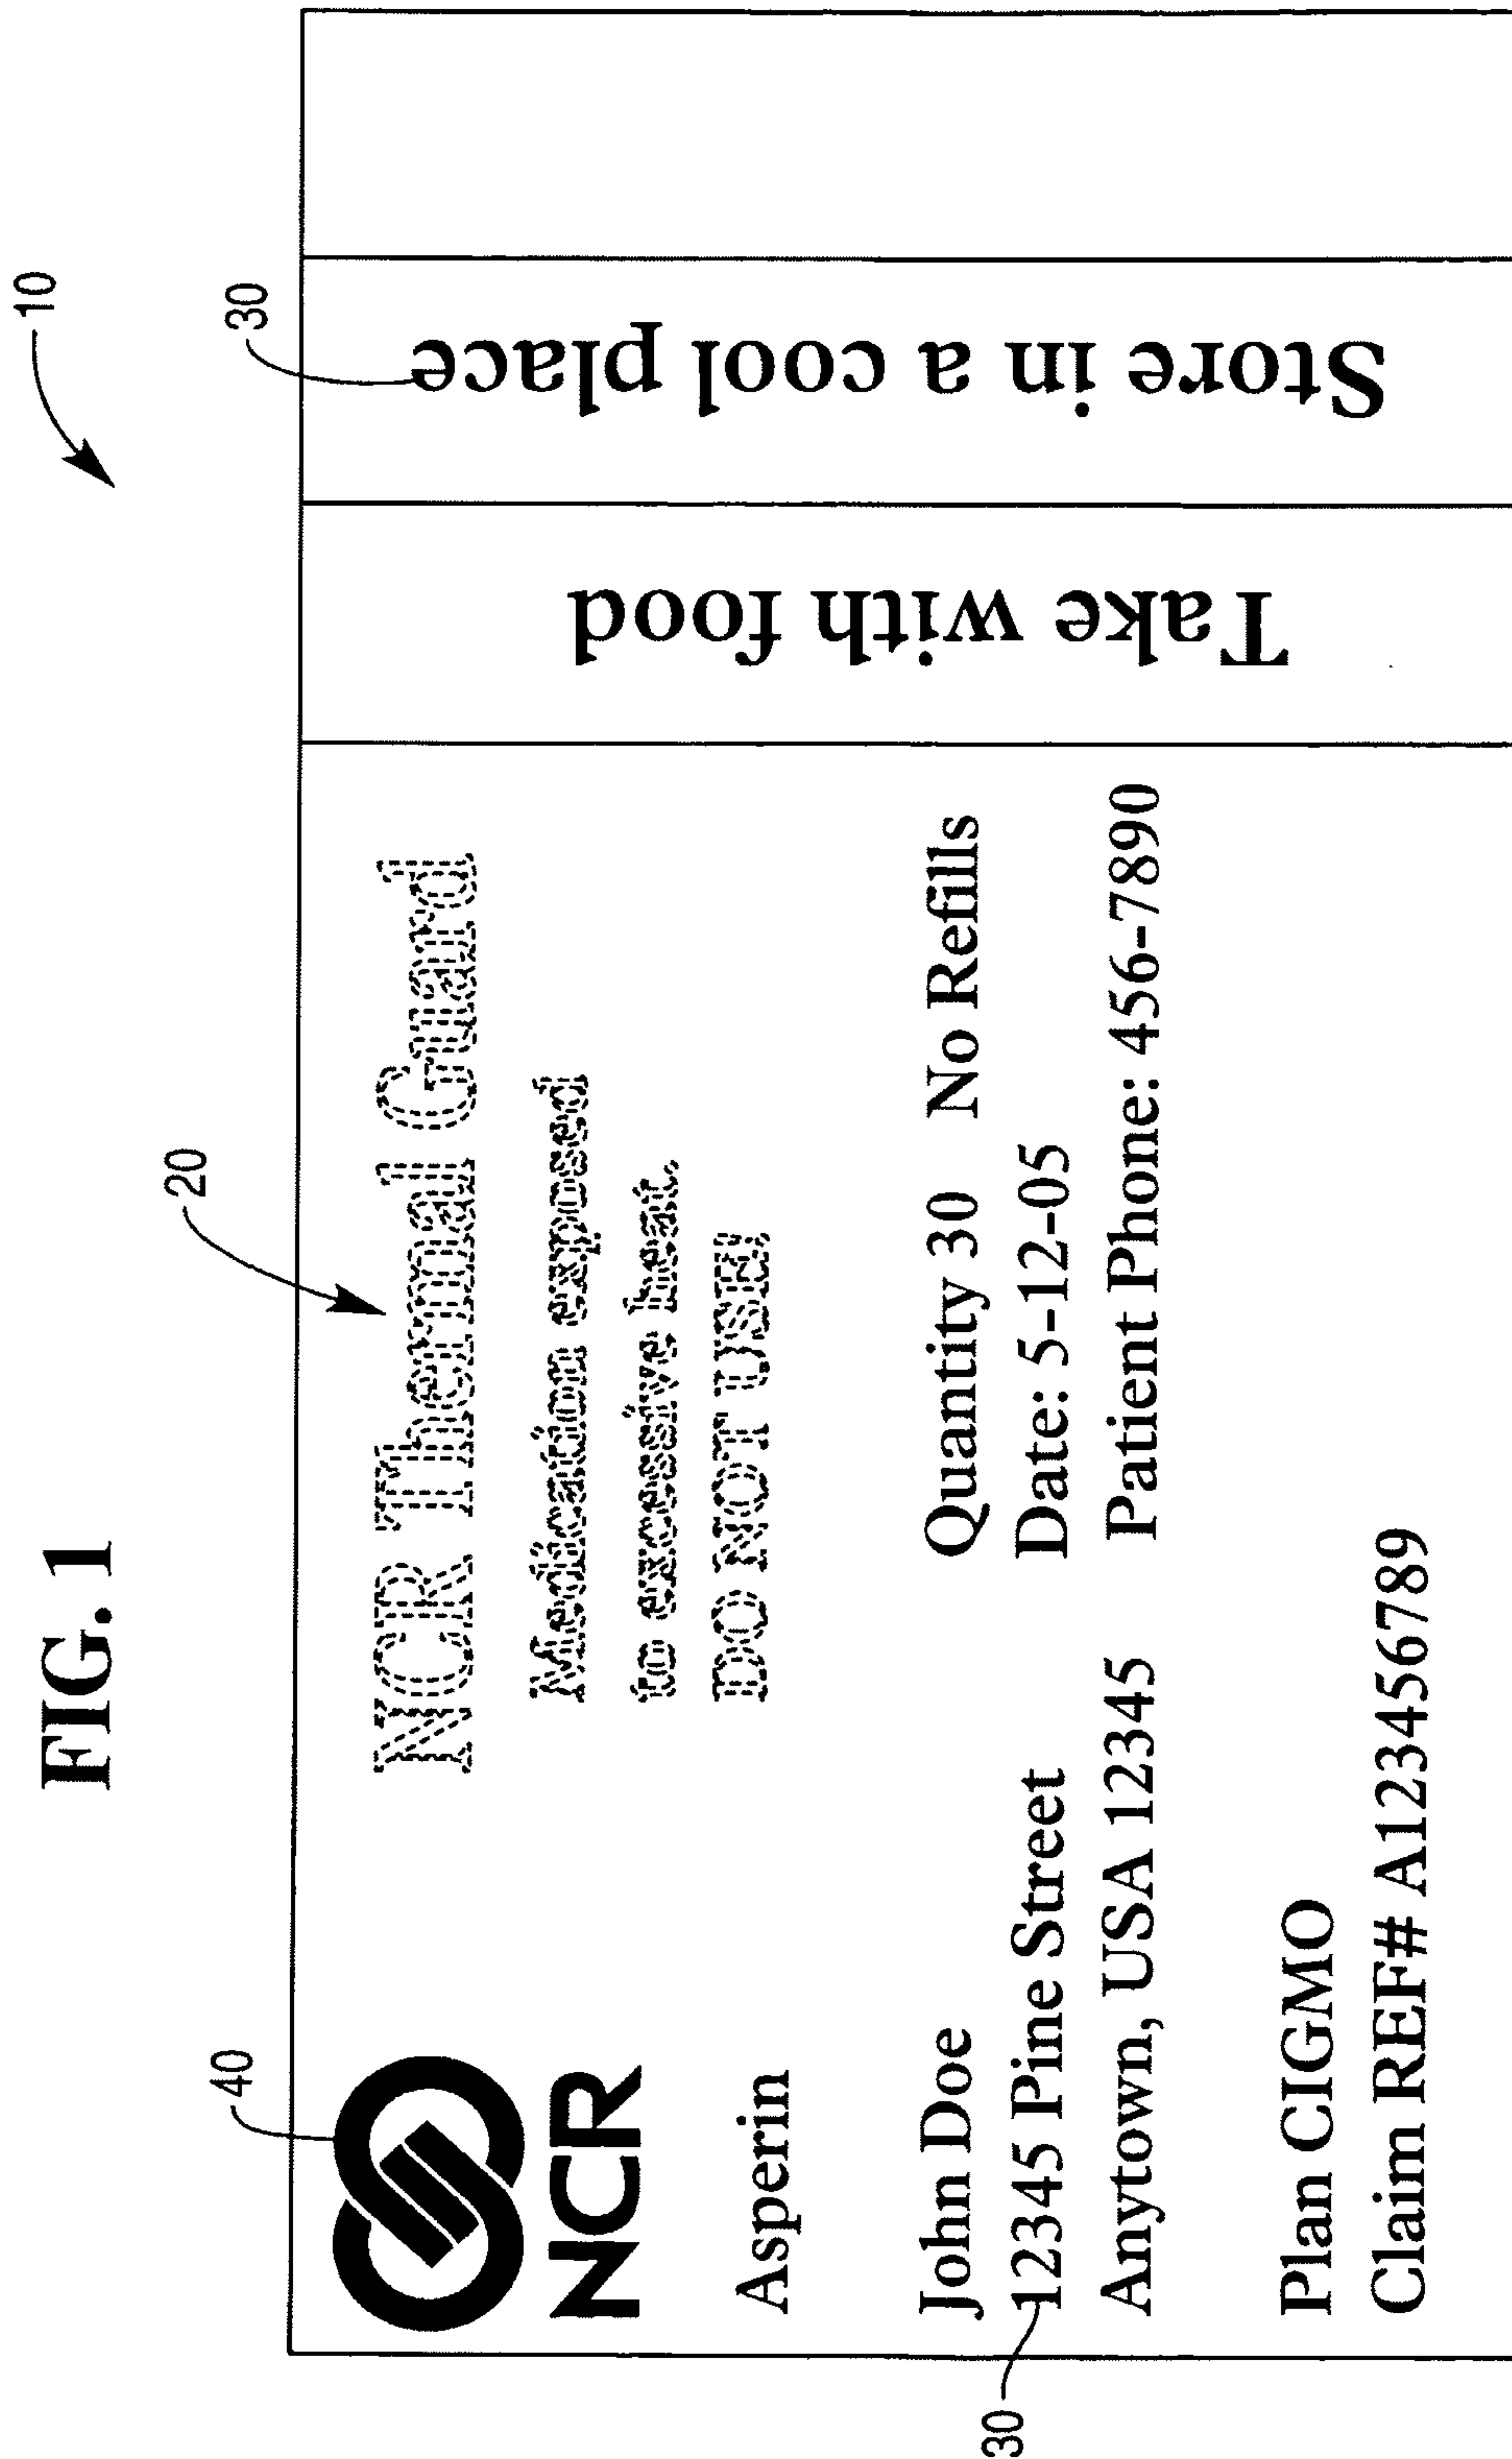 FIG. 1
10
20
30
40
NCR
NCR Thermal Guard
Medication exposed
to excessive heat.
DO NOT USE!
Asperin
John Doe
12345 Pine Street
Anytown, USA 12345
Quantity 30 No Refills
Date: 5-12-05
Patient Phone: 456-7890
Plan CIGMO
Claim REF# A123456789
30
Take with food
Store in a cool place